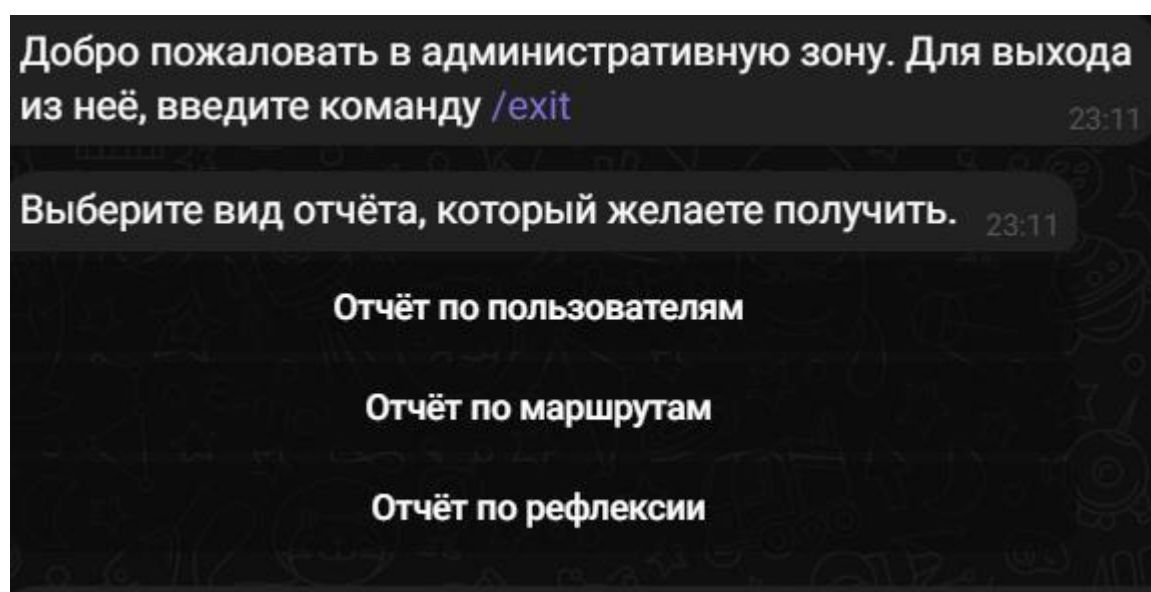 Добро пожаловать в административную зону. Для выхода
из неё, введите команду /exit
23:11
Выберите вид отчёта, который желаете получить.
23:11
Отчёт по пользователям
Отчёт по маршрутам
Отчёт по рефлексии